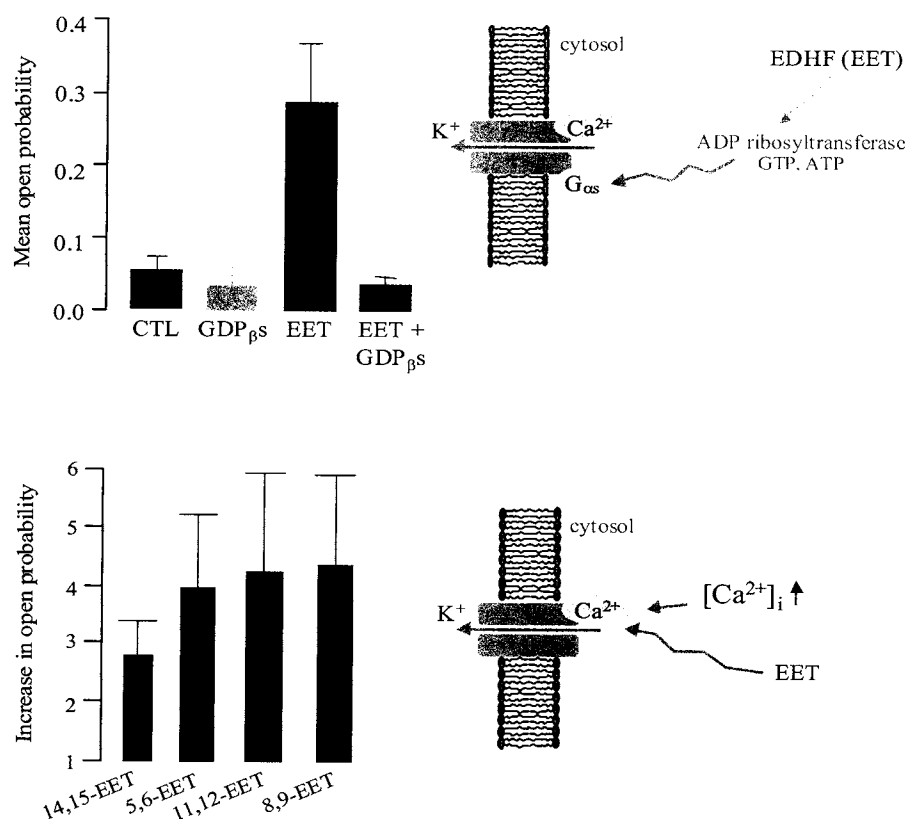 0.4
0.3
0.2
0.1
0.0
Mean open probability
CTL
GDPβs
EET
EET +
GDPβs
cytosol
K+
Ca2+
Gαs
EDHF (EET)
ADP ribosyltransferase
GTP, ATP
6
5
4
3
2
1
Increase in open probability
14,15-EET
5,6-EET
11,12-EET
8,9-EET
cytosol
K+
Ca2+
[Ca2+]i
EET